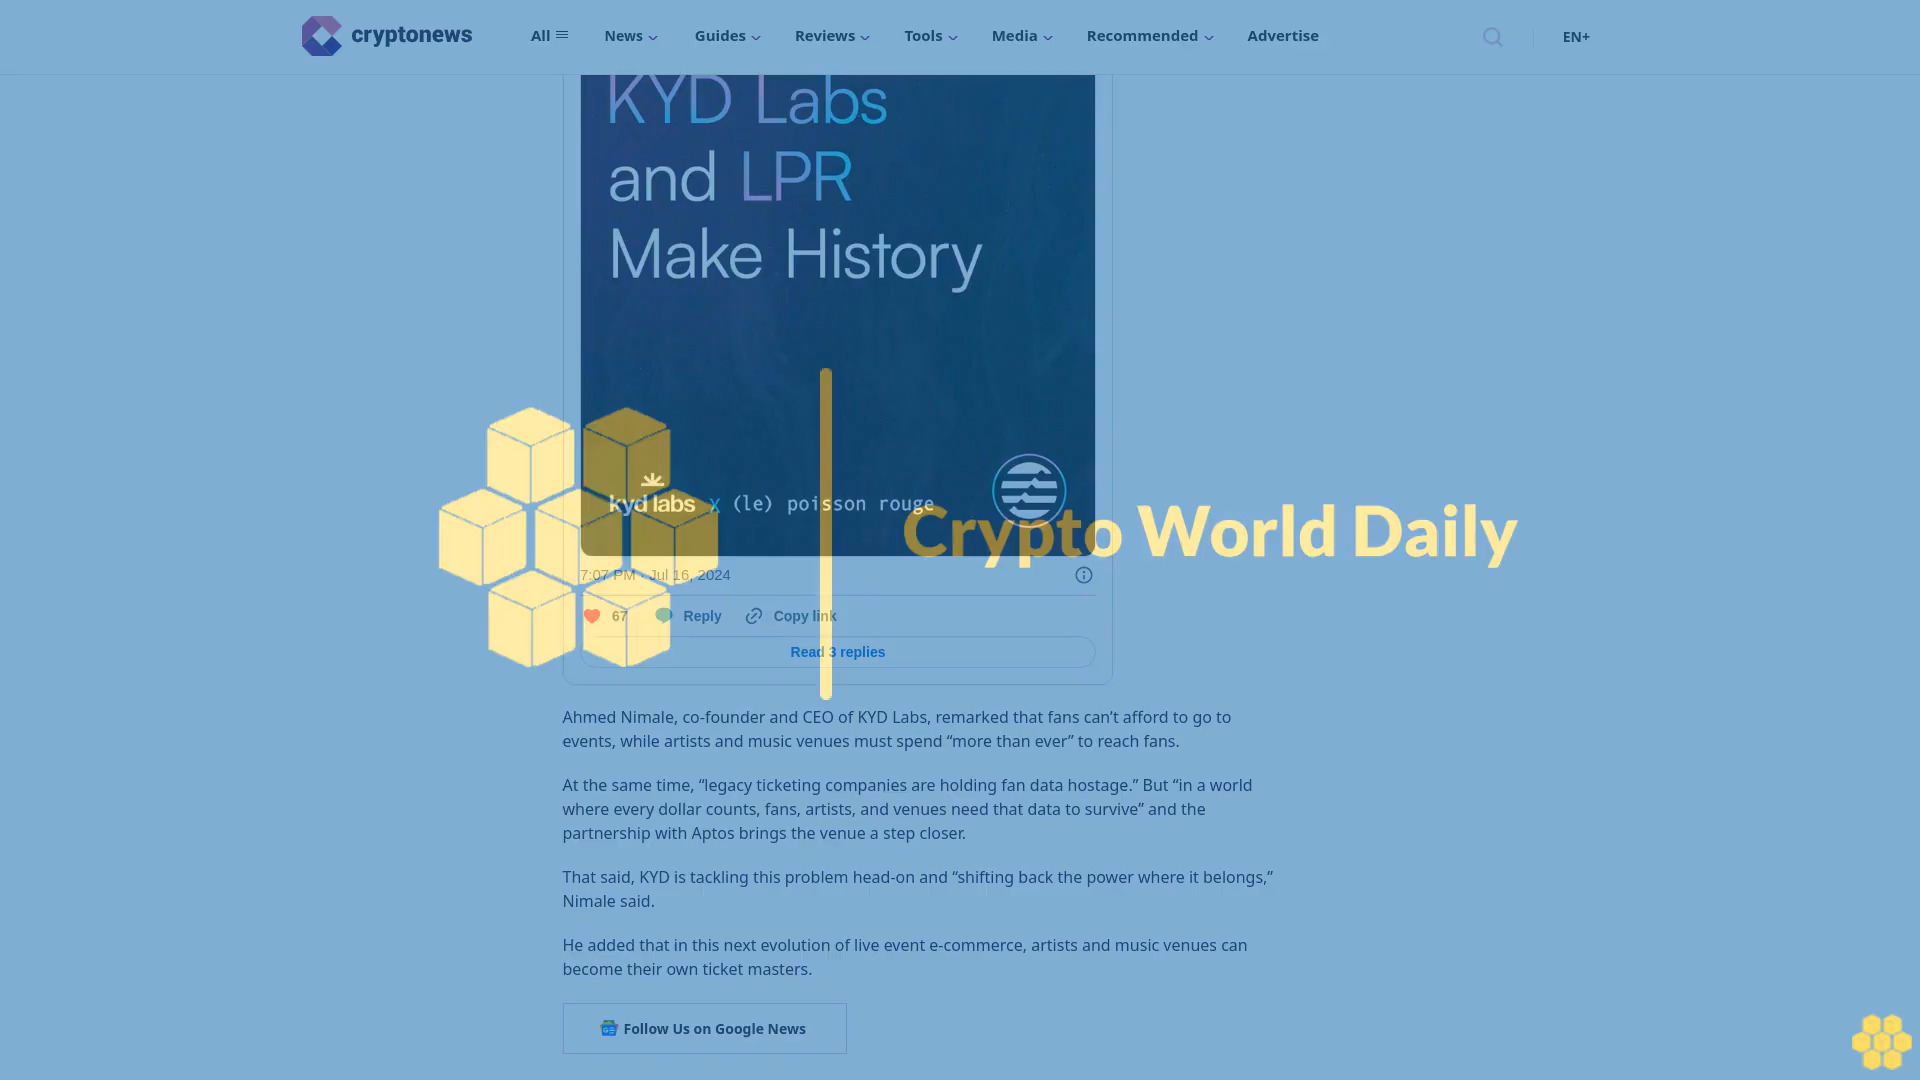 cryptonews
All News Guides Reviews Tools Media Recommended Advertise EN+
KYD Labs
and LPR
Make History
kyd labs X (le) poisson rouge
Crypto World Daily
7:07 PM · Jul 16, 2024
67 Reply Copy link
Read 3 replies
Ahmed Nimale, co-founder and CEO of KYD Labs, remarked that fans can’t afford to go to
events, while artists and music venues must spend “more than ever” to reach fans.
At the same time, “legacy ticketing companies are holding fan data hostage.” But “in a world
where every dollar counts, fans, artists, and venues need that data to survive” and the
partnership with Aptos brings the venue a step closer.
That said, KYD is tackling this problem head-on and “shifting back the power where it belongs,”
Nimale said.
He added that in this next evolution of live event e-commerce, artists and music venues can
become their own ticket masters.
Follow Us on Google News